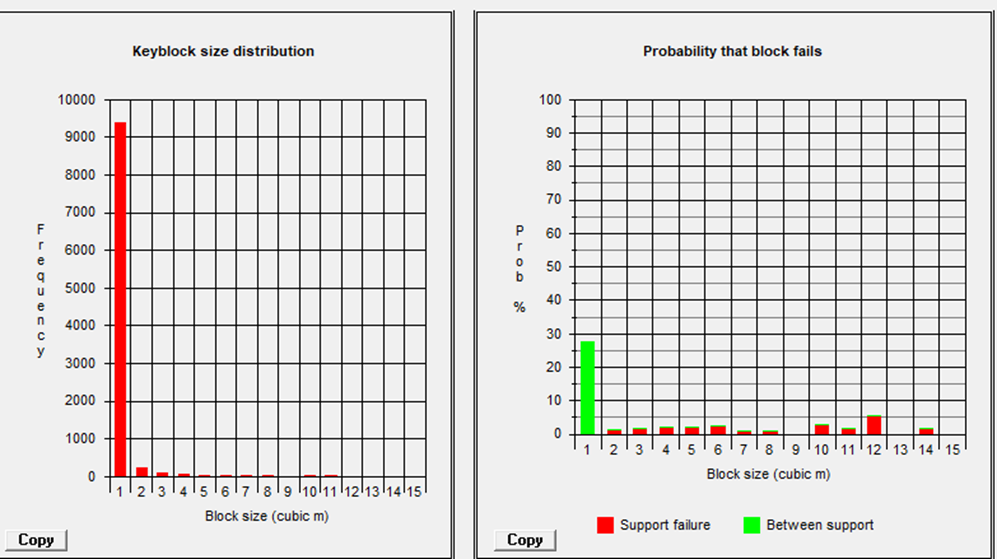 Keyblock size distribution
10000
9000
8000
7000
6000
5000
4000
3000
2000
1000
0
Frequency
1 2 3 4 5 6 7 8 9 10 11 12 13 14 15
Block size (cubic m)
Copy
Probability that block fails
100
90
80
70
60
50
40
30
20
10
0
Prob %
1 2 3 4 5 6 7 8 9 10 11 12 13 14 15
Block size (cubic m)
Support failure
Between support
Copy